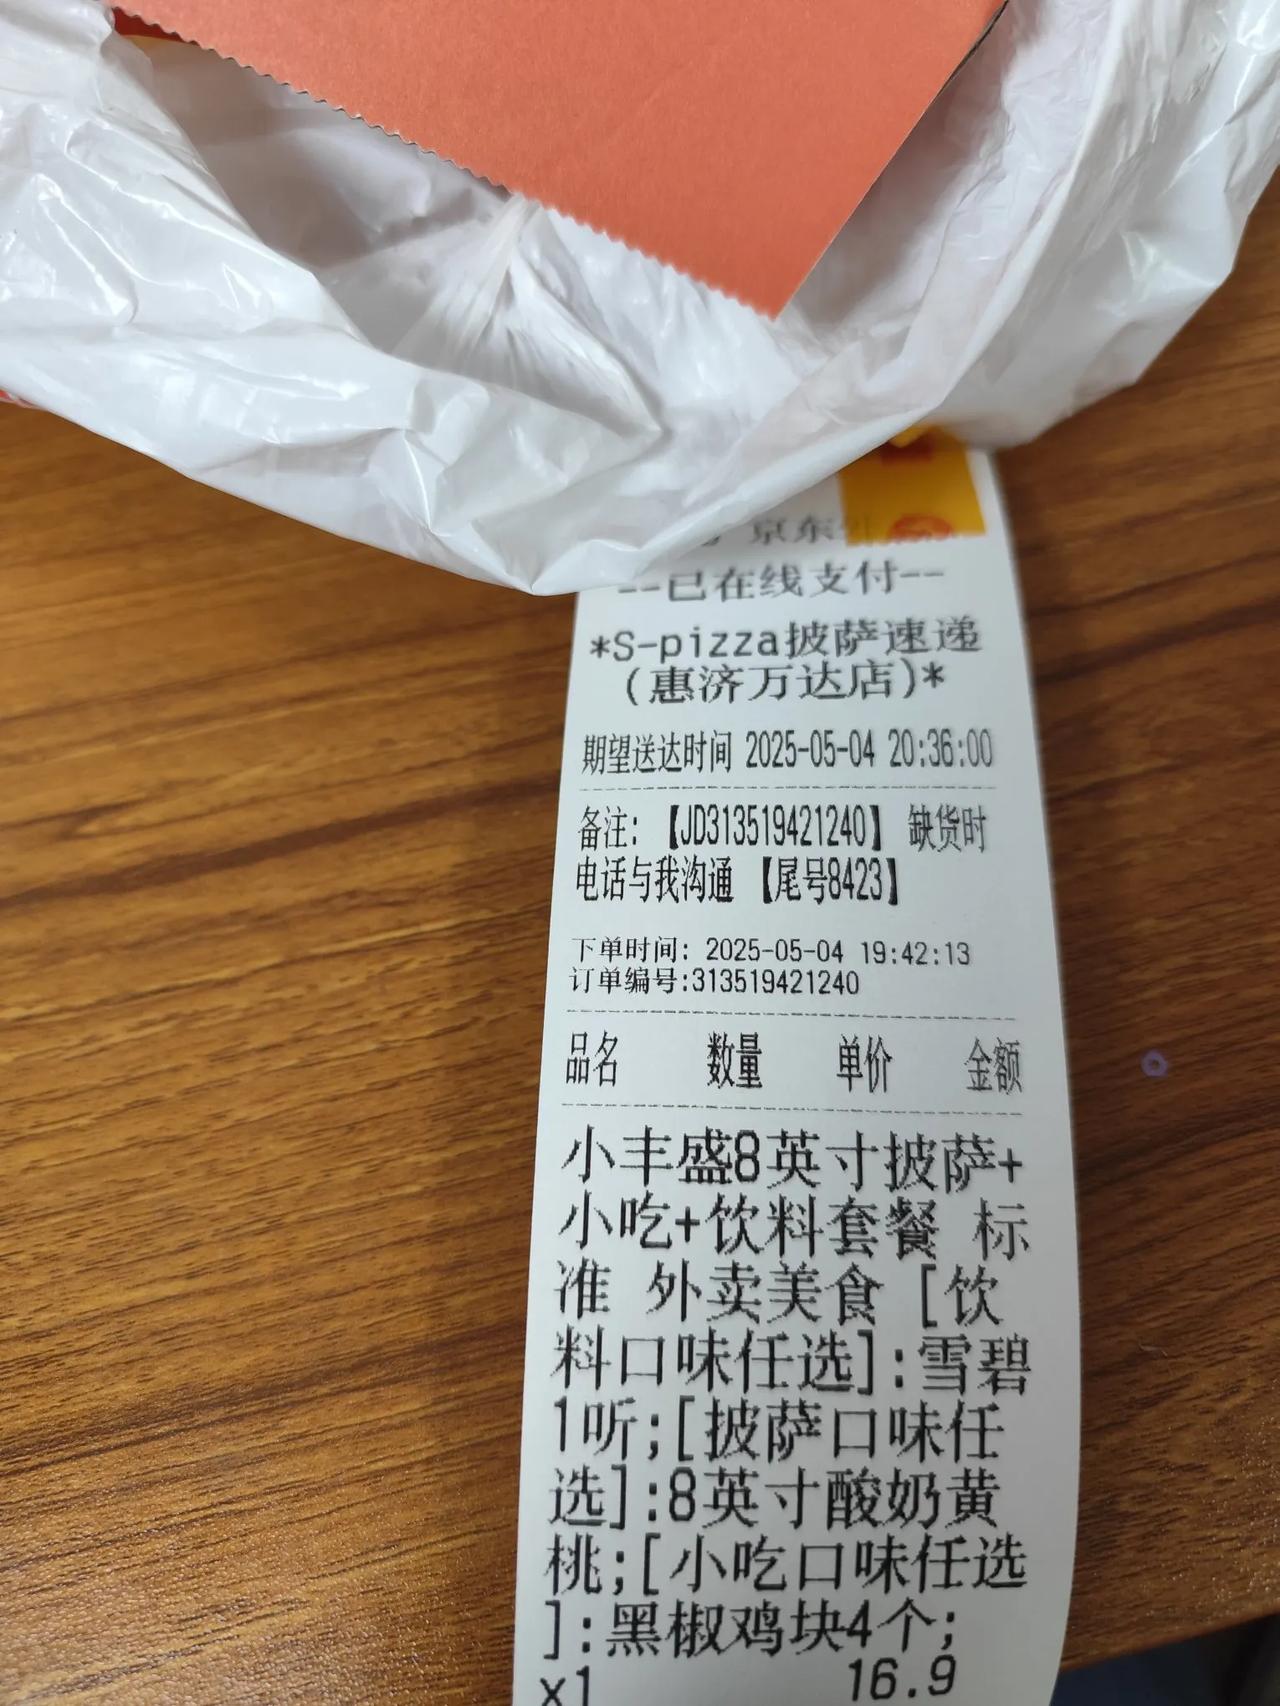 京东
--已在线支付--
*S-pizza披萨速递
(惠济万达店)*
期望送达时间 2025-05-04 20:36:00
备注: 【JD313519421240】 缺货时
电话与我沟通 【尾号8423】
下单时间: 2025-05-04 19:42:13
订单编号:313519421240
品名 数量 单价 金额
小丰盛8英寸披萨+
小吃+饮料套餐 标
准 外卖美食 [饮
料口味任选]:雪碧
1听;[披萨口味任
选]:8英寸酸奶黄
桃;[小吃口味任选
]:黑椒鸡块4个;
x1 16.9